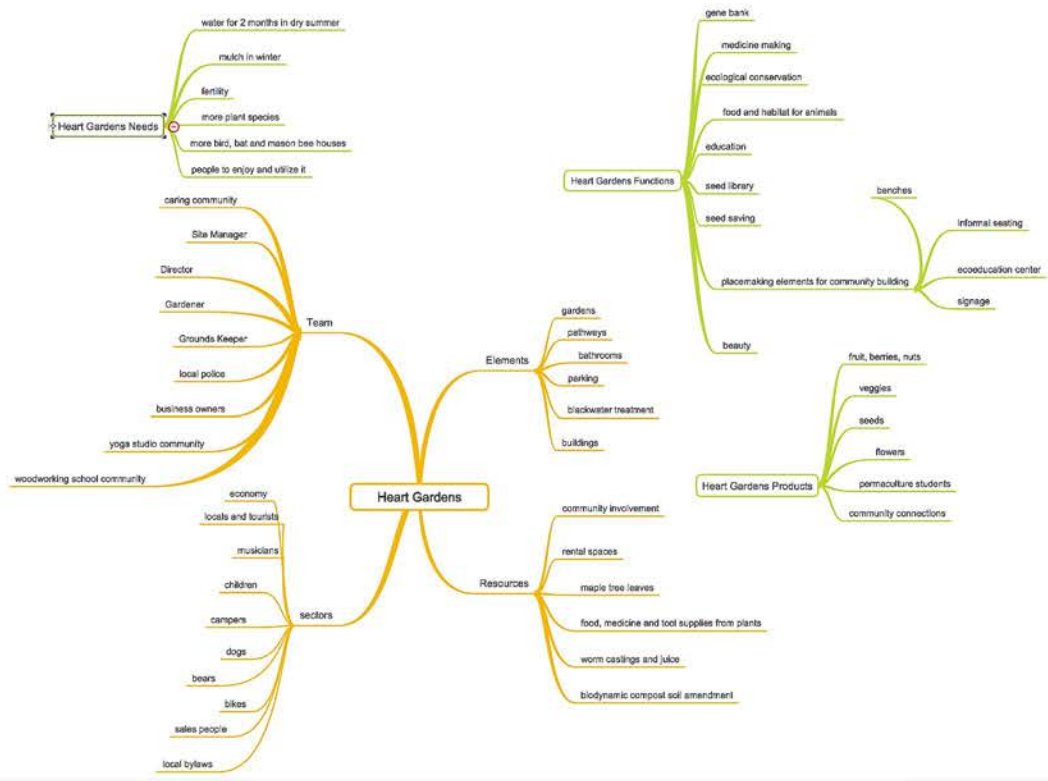 water for 2 months in dry summer
mulch in winter
fertility
Heart Gardens Needs
more plant species
more bird, bat and mason bee houses
people to enjoy and utilize it
gene bank
medicine making
ecological conservation
food and habitat for animals
education
Heart Gardens Functions
seed library
seed saving
placemaking elements for community building
benches
informal seating
ecoeducation center
signage
beauty
caring community
Site Manager
Director
Gardener
Grounds Keeper
Team
local police
business owners
yoga studio community
woodworking school community
Elements
gardens
pathways
bathrooms
parking
blackwater treatment
buildings
Heart Gardens Products
fruit, berries, nuts
veggies
seeds
flowers
permaculture students
community connections
Heart Gardens
economy
locals and tourists
musicians
children
campers
sectors
dogs
bears
bikes
sales people
local bylaws
Resources
community involvement
rental spaces
maple tree leaves
food, medicine and tool supplies from plants
worm castings and juice
biodynamic compost soil amendment